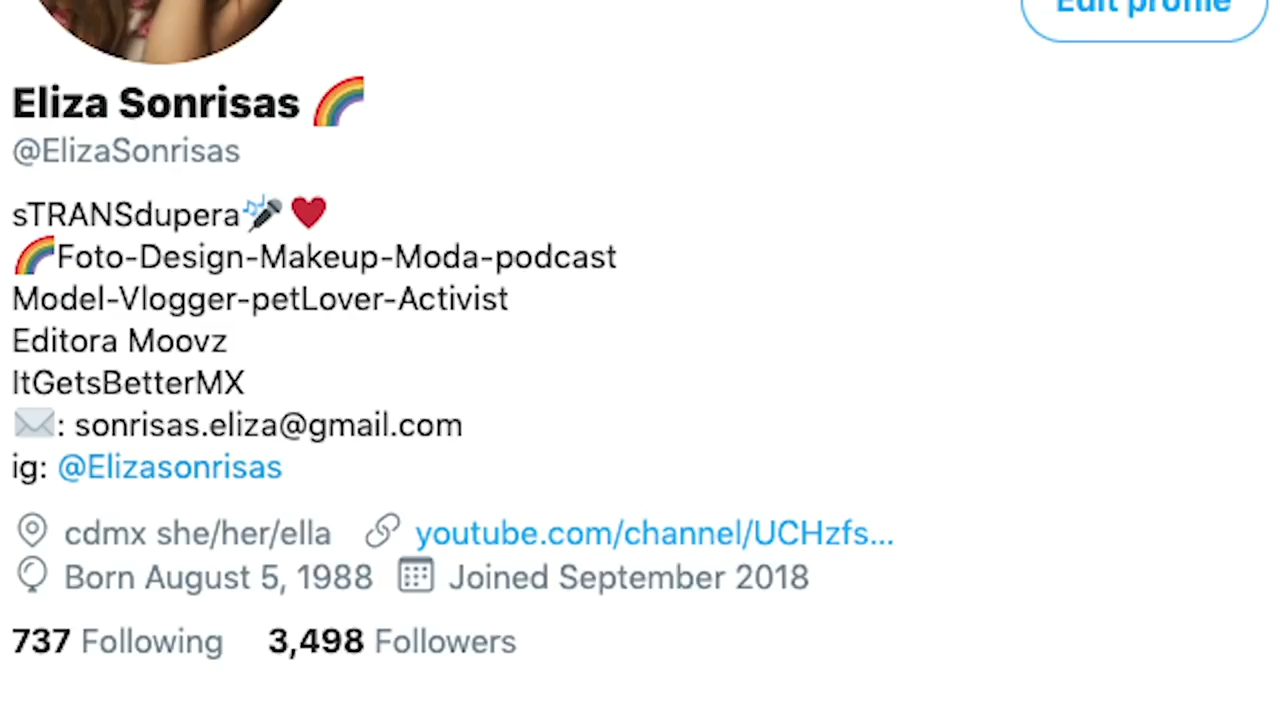 Edit profile
Eliza Sonrisas 🌈
@ElizaSonrisas
sTRANSdupera🎤❤️
🌈Foto-Design-Makeup-Moda-podcast
Model-Vlogger-petLover-Activist
Editora Moovz
ItGetsBetterMX
✉️: sonrisas.eliza@gmail.com
ig: @Elizasonrisas
cdmx she/her/ella youtube.com/channel/UCHzfs...
Born August 5, 1988 Joined September 2018
737 Following 3,498 Followers